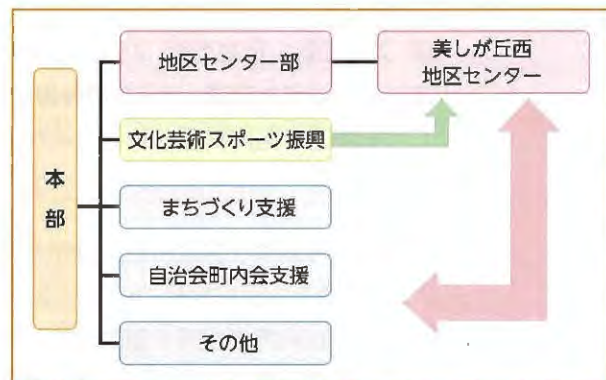 本部
地区センター部
美しが丘西
地区センター
文化芸術スポーツ振興
まちづくり支援
自治会町内会支援
その他